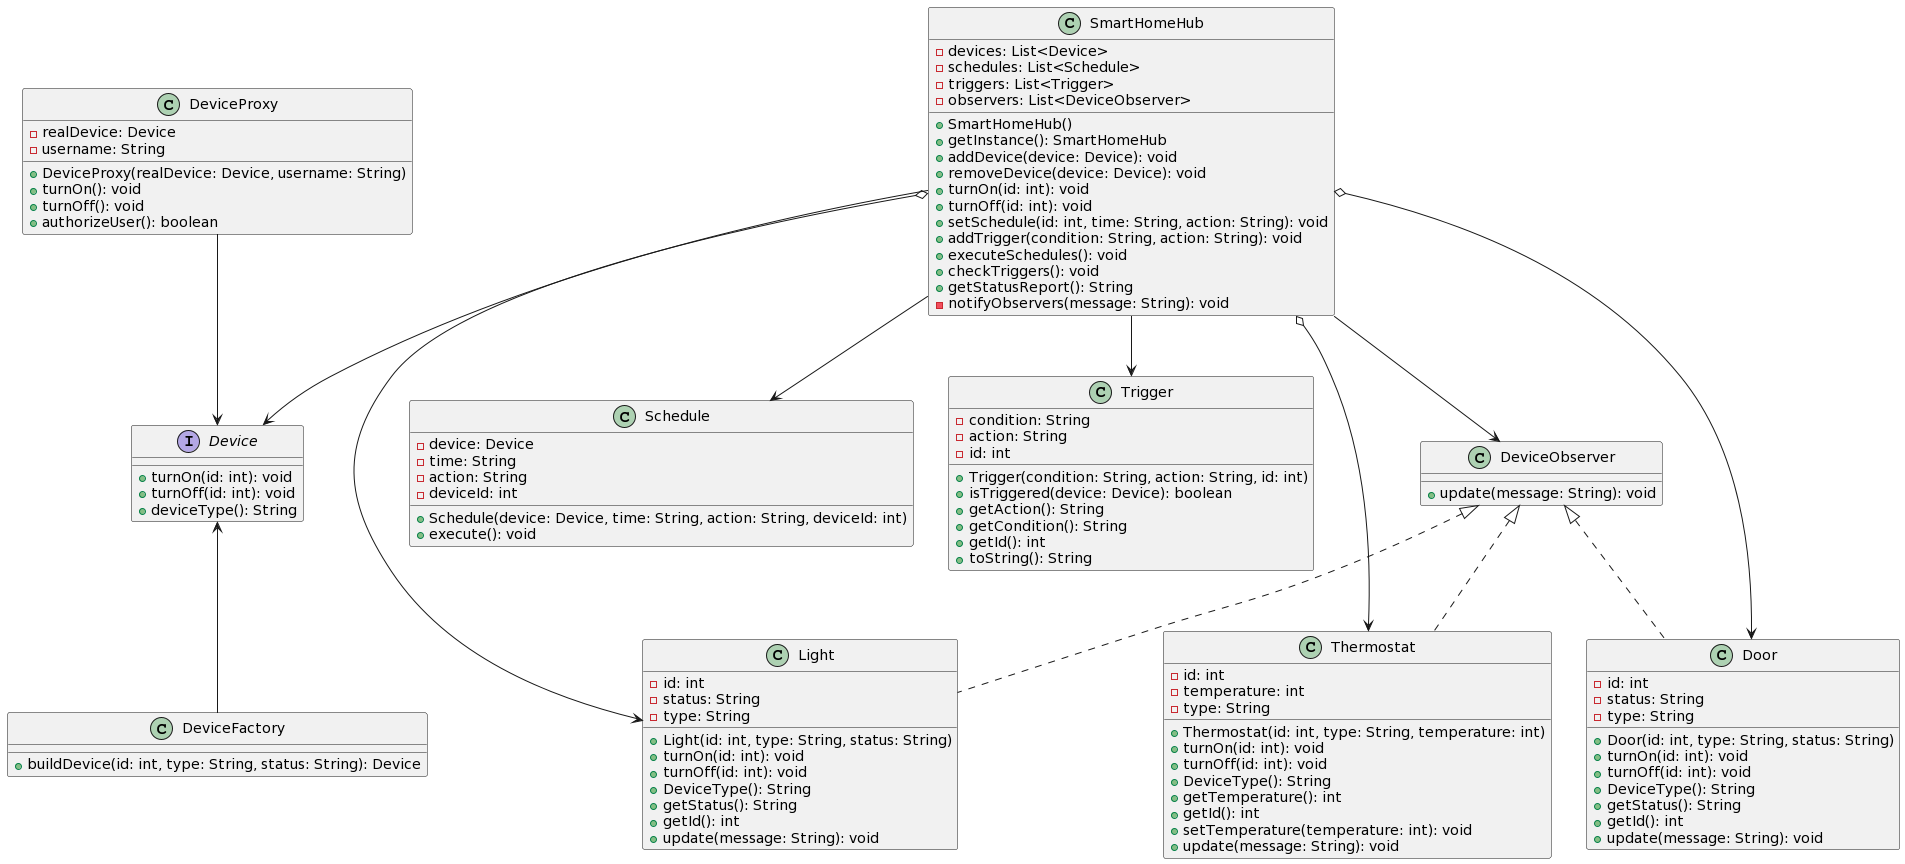 C SmartHomeHub
devices: List<Device>
schedules: List<Schedule>
triggers: List<Trigger>
observers: List<DeviceObserver>
SmartHomeHub()
getInstance(): SmartHomeHub
addDevice(device: Device): void
removeDevice(device: Device): void
turnOn(id: int): void
turnOff(id: int): void
setSchedule(id: int, time: String, action: String): void
addTrigger(condition: String, action: String): void
executeSchedules(): void
checkTriggers(): void
getStatusReport(): String
notifyObservers(message: String): void
C DeviceProxy
realDevice: Device
username: String
DeviceProxy(realDevice: Device, username: String)
turnOn(): void
turnOff(): void
authorizeUser(): boolean
I Device
turnOn(id: int): void
turnOff(id: int): void
deviceType(): String
C Schedule
device: Device
time: String
action: String
deviceId: int
Schedule(device: Device, time: String, action: String, deviceId: int)
execute(): void
C Trigger
condition: String
action: String
id: int
Trigger(condition: String, action: String, id: int)
isTriggered(device: Device): boolean
getAction(): String
getCondition(): String
getId(): int
toString(): String
C DeviceObserver
update(message: String): void
C DeviceFactory
buildDevice(id: int, type: String, status: String): Device
C Light
id: int
status: String
type: String
Light(id: int, type: String, status: String)
turnOn(id: int): void
turnOff(id: int): void
DeviceType(): String
getStatus(): String
getId(): int
update(message: String): void
C Thermostat
id: int
temperature: int
type: String
Thermostat(id: int, type: String, temperature: int)
turnOn(id: int): void
turnOff(id: int): void
DeviceType(): String
getTemperature(): int
getId(): int
setTemperature(temperature: int): void
update(message: String): void
C Door
id: int
status: String
type: String
Door(id: int, type: String, status: String)
turnOn(id: int): void
turnOff(id: int): void
DeviceType(): String
getStatus(): String
getId(): int
update(message: String): void